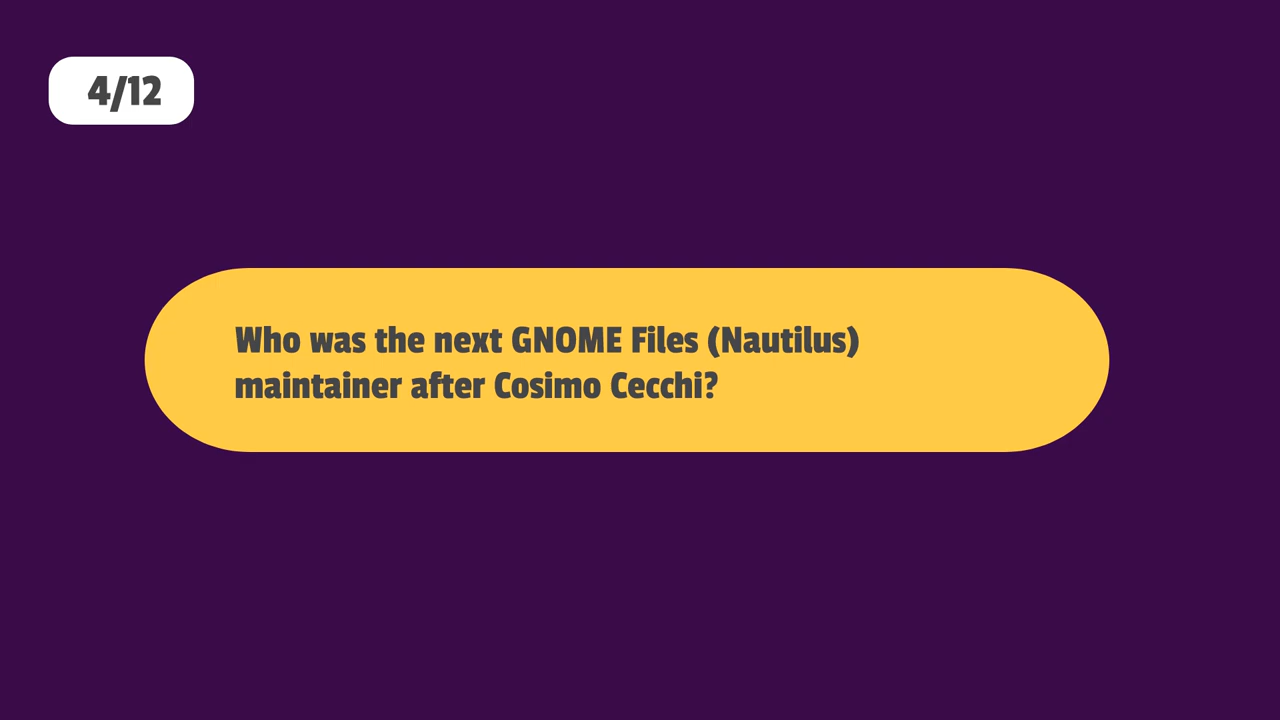 4/12
Who was the next GNOME Files (Nautilus)
maintainer after Cosimo Cecchi?